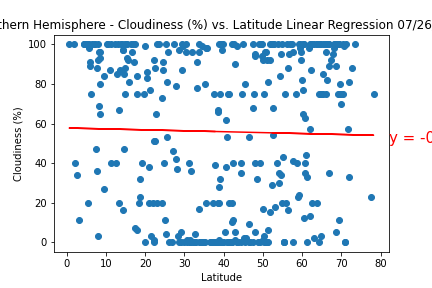 thern Hemisphere - Cloudiness (%) vs. Latitude Linear Regression 07/26
100
80
60
40
20
0
Cloudiness (%)
y = -0
0 10 20 30 40 50 60 70 80
Latitude